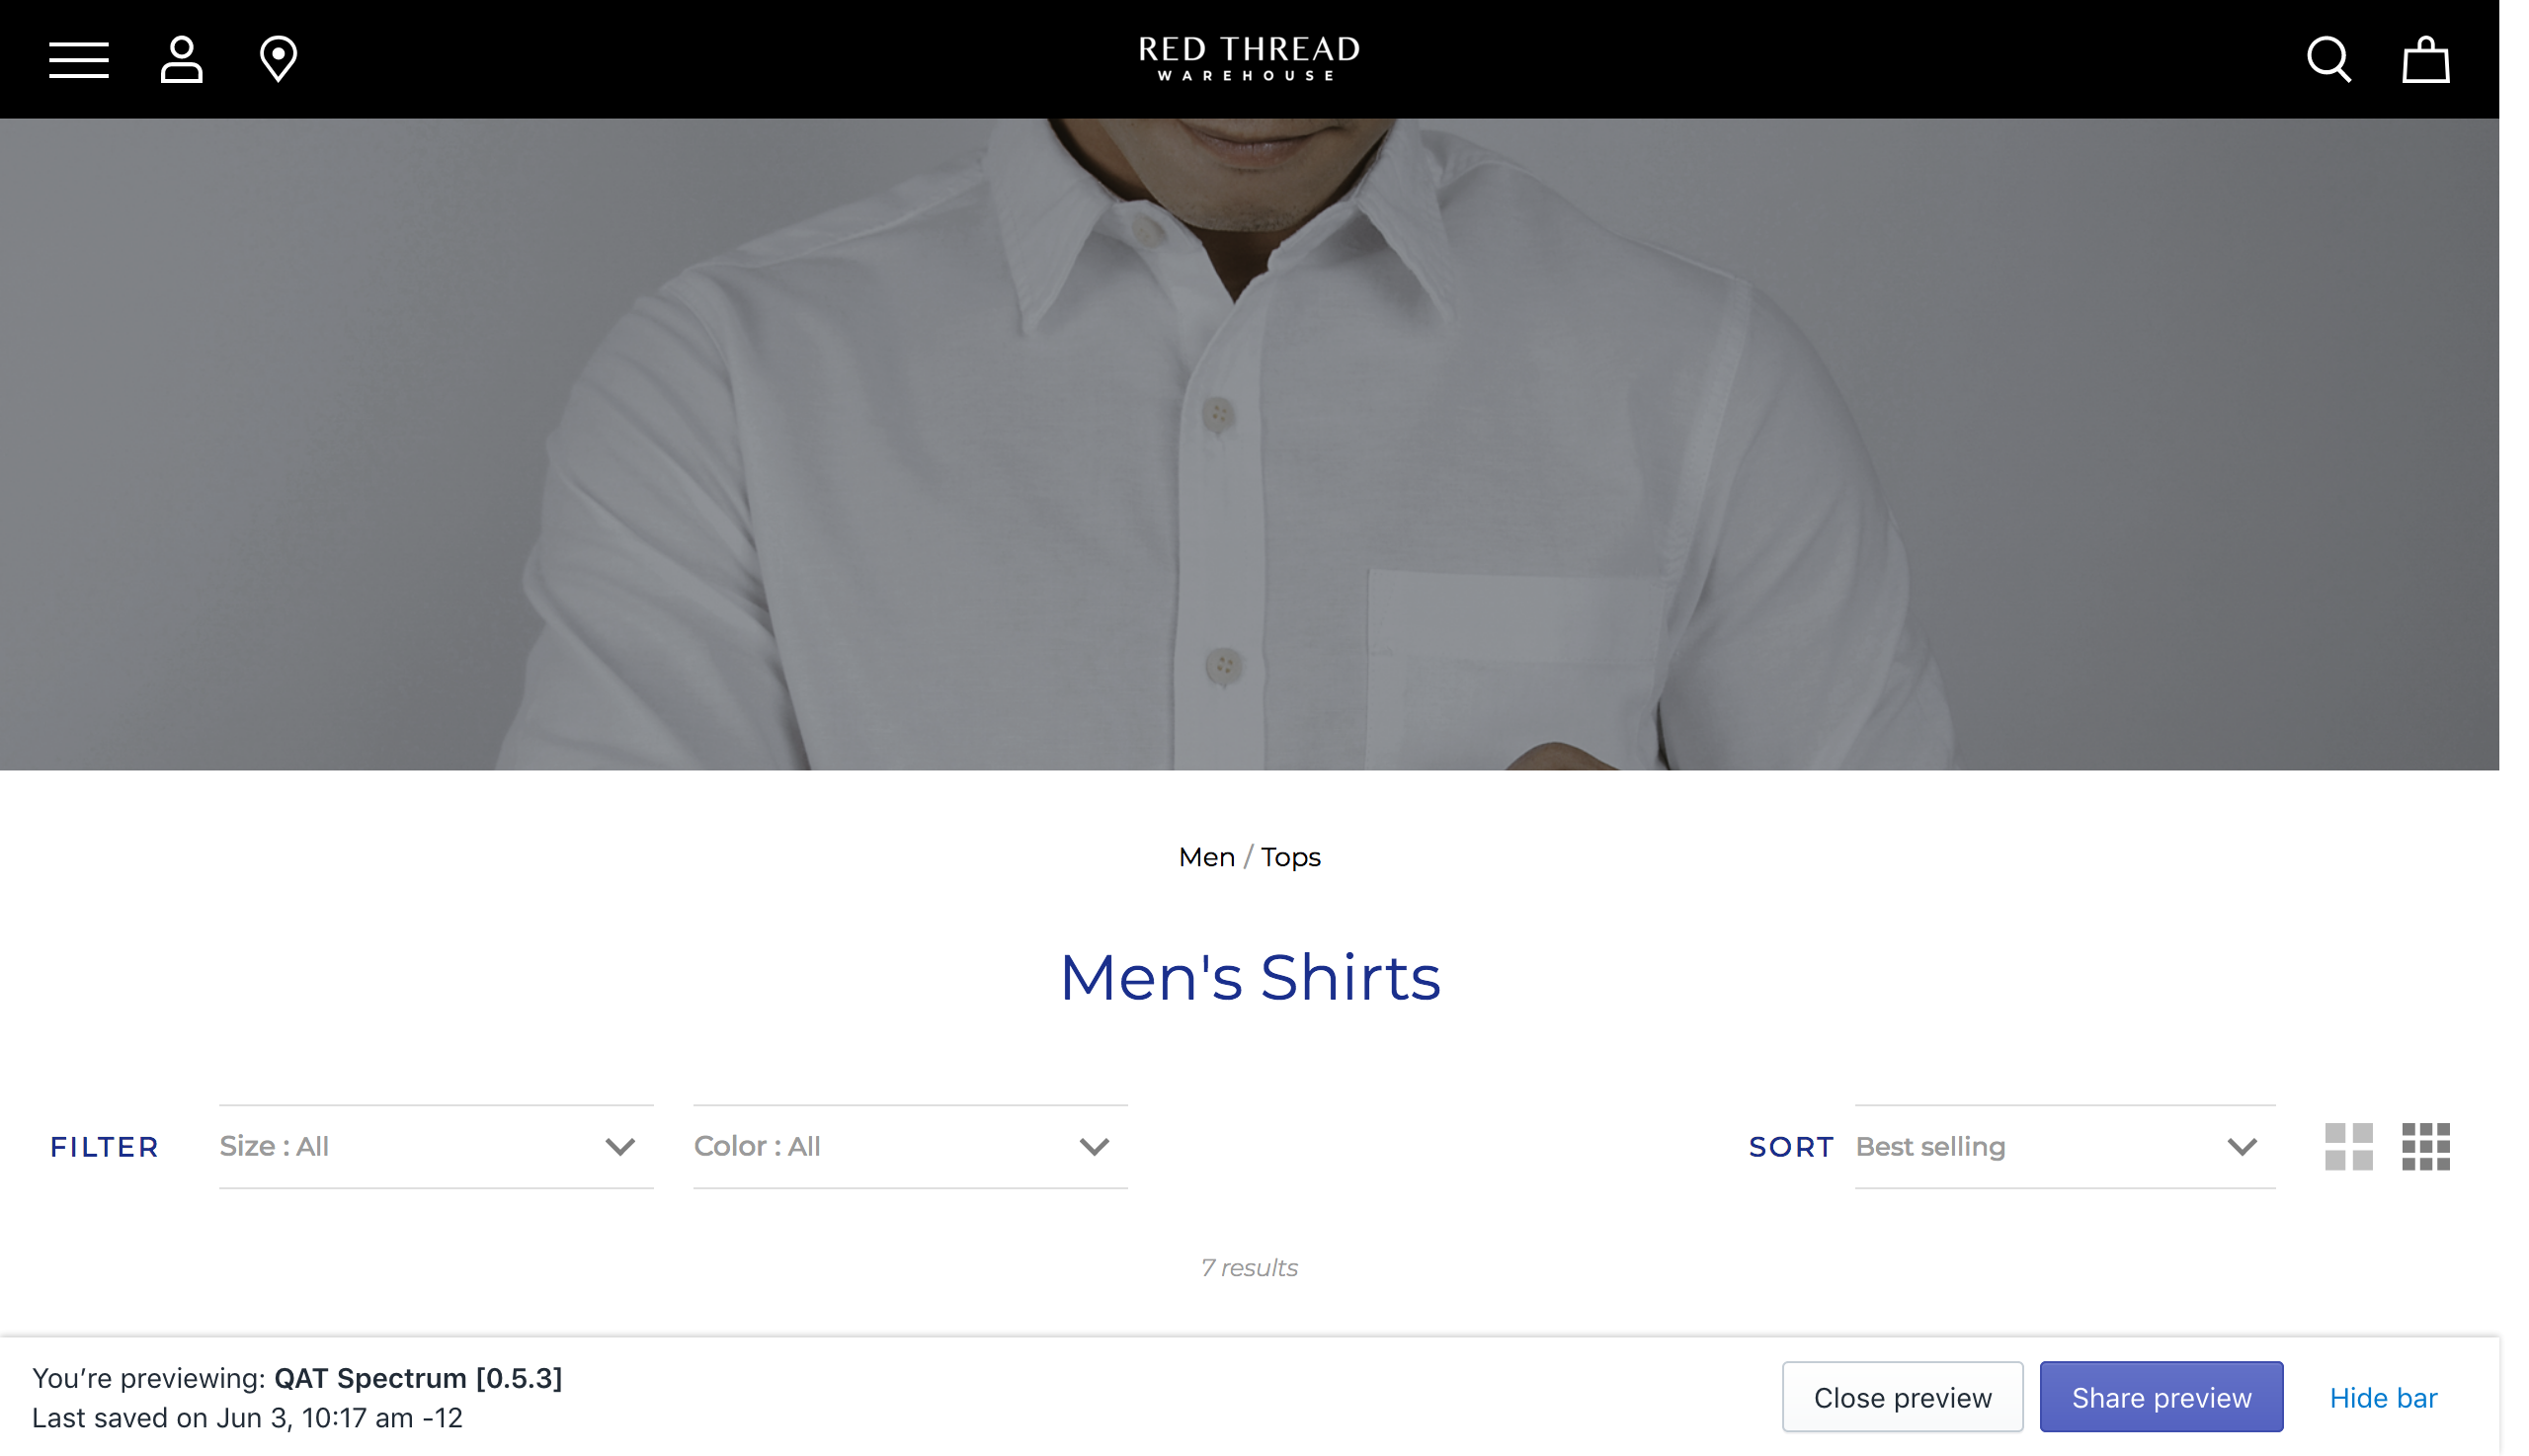 RED THREAD
WAREHOUSE
Men / Tops
Men's Shirts
FILTER Size : All Color : All SORT Best selling
7 results
You’re previewing: QAT Spectrum [0.5.3]
Last saved on Jun 3, 10:17 am -12
Close preview Share preview Hide bar